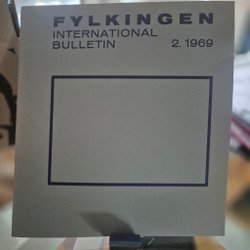 FYLKINGEN
INTERNATIONAL
BULLETIN 2. 1969